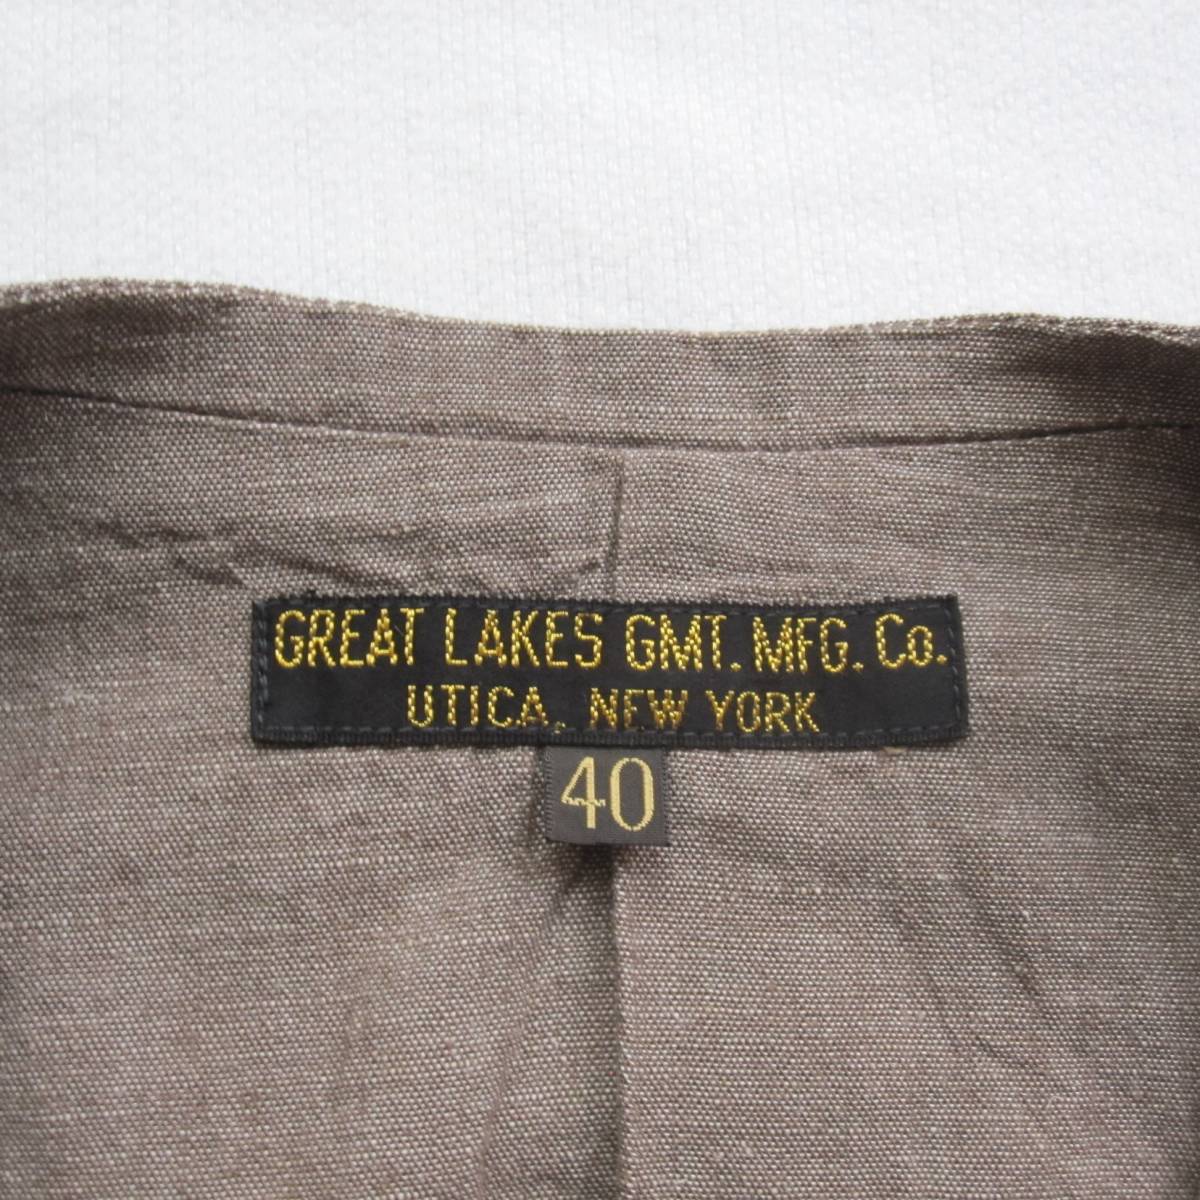 GREAT LAKES GMT. MFG. Co.
UTICA, NEW YORK
40